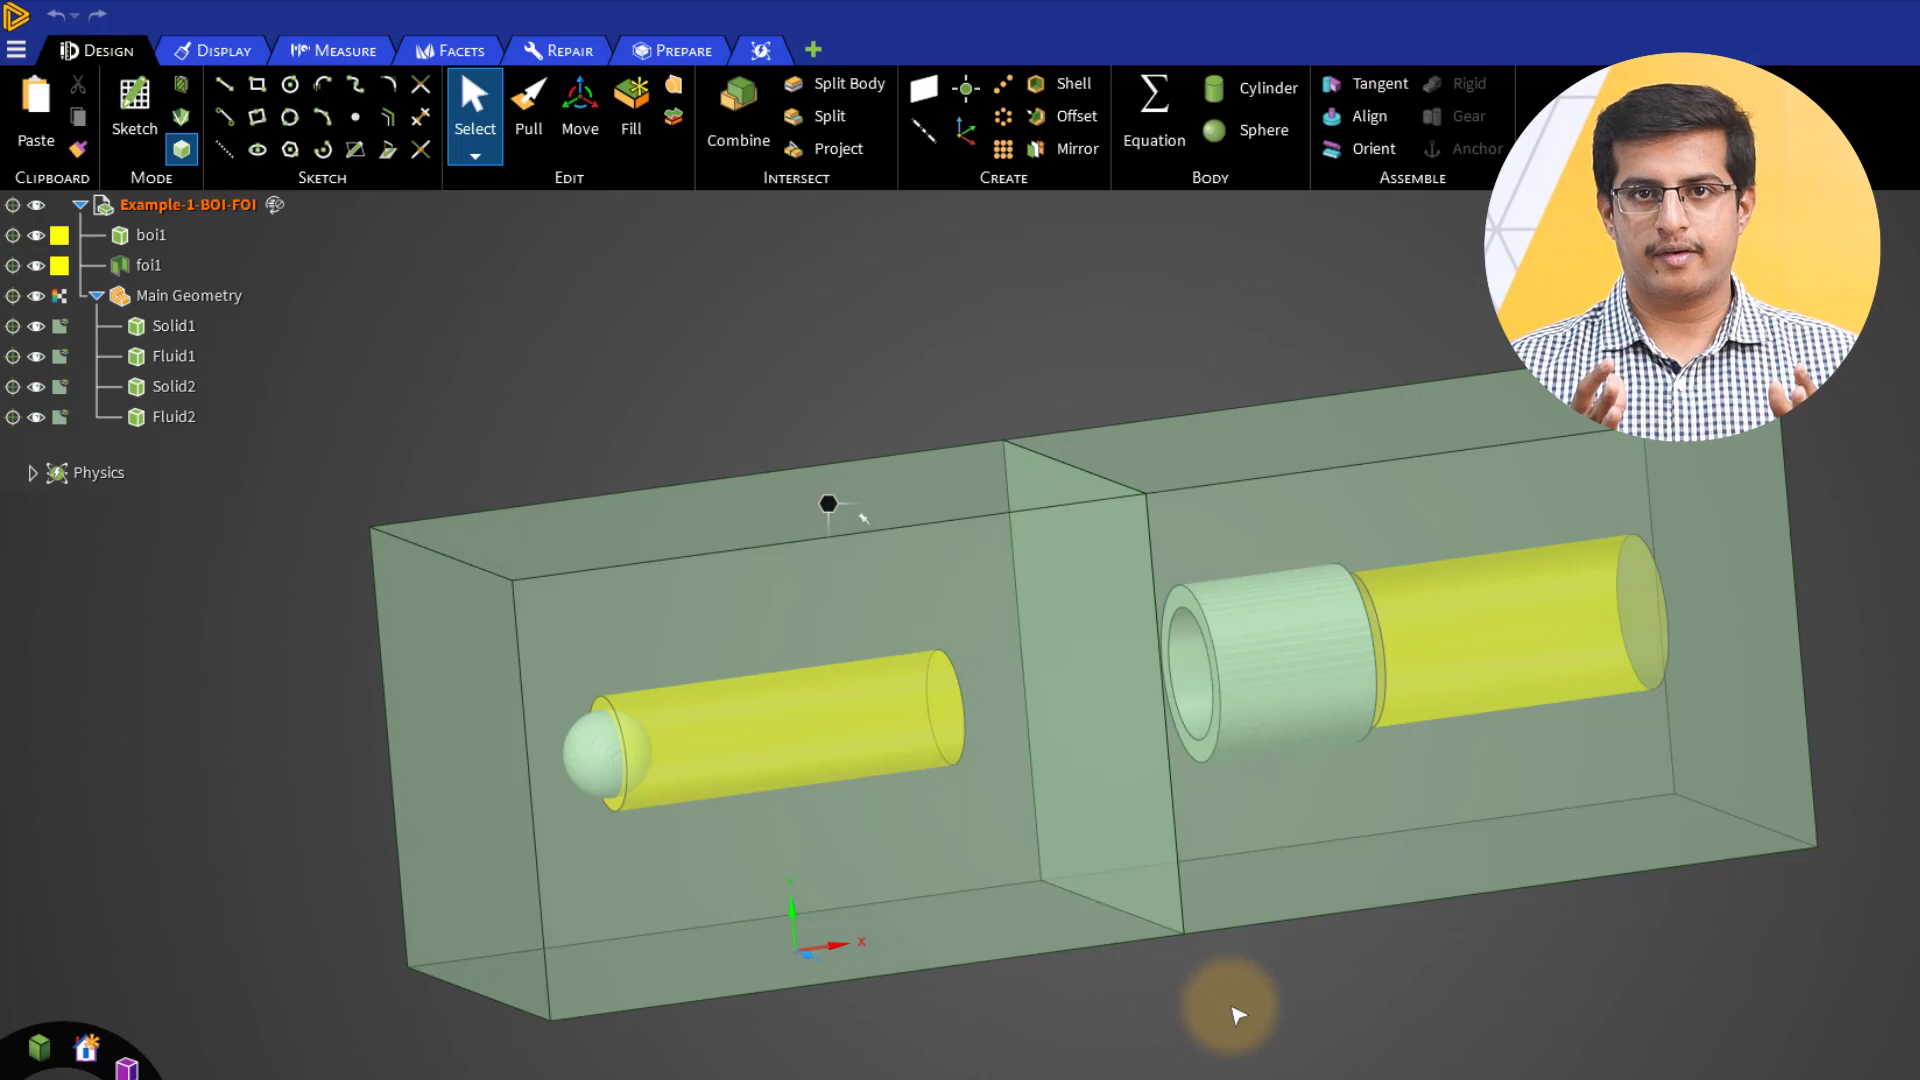 DESIGN DISPLAY MEASURE FACETS REPAIR PREPARE
Paste
CLIPBOARD
Sketch
MODE
SKETCH
Select Pull Move Fill
EDIT
Combine
Split Body
Split
Project
INTERSECT
Shell
Offset
Mirror
CREATE
Equation
Cylinder
Sphere
BODY
Tangent Rigid
Align Gear
Orient Anchor
ASSEMBLE
Example-1-BOI-FOI
boi1
foi1
Main Geometry
Solid1
Fluid1
Solid2
Fluid2
Physics
Y
X